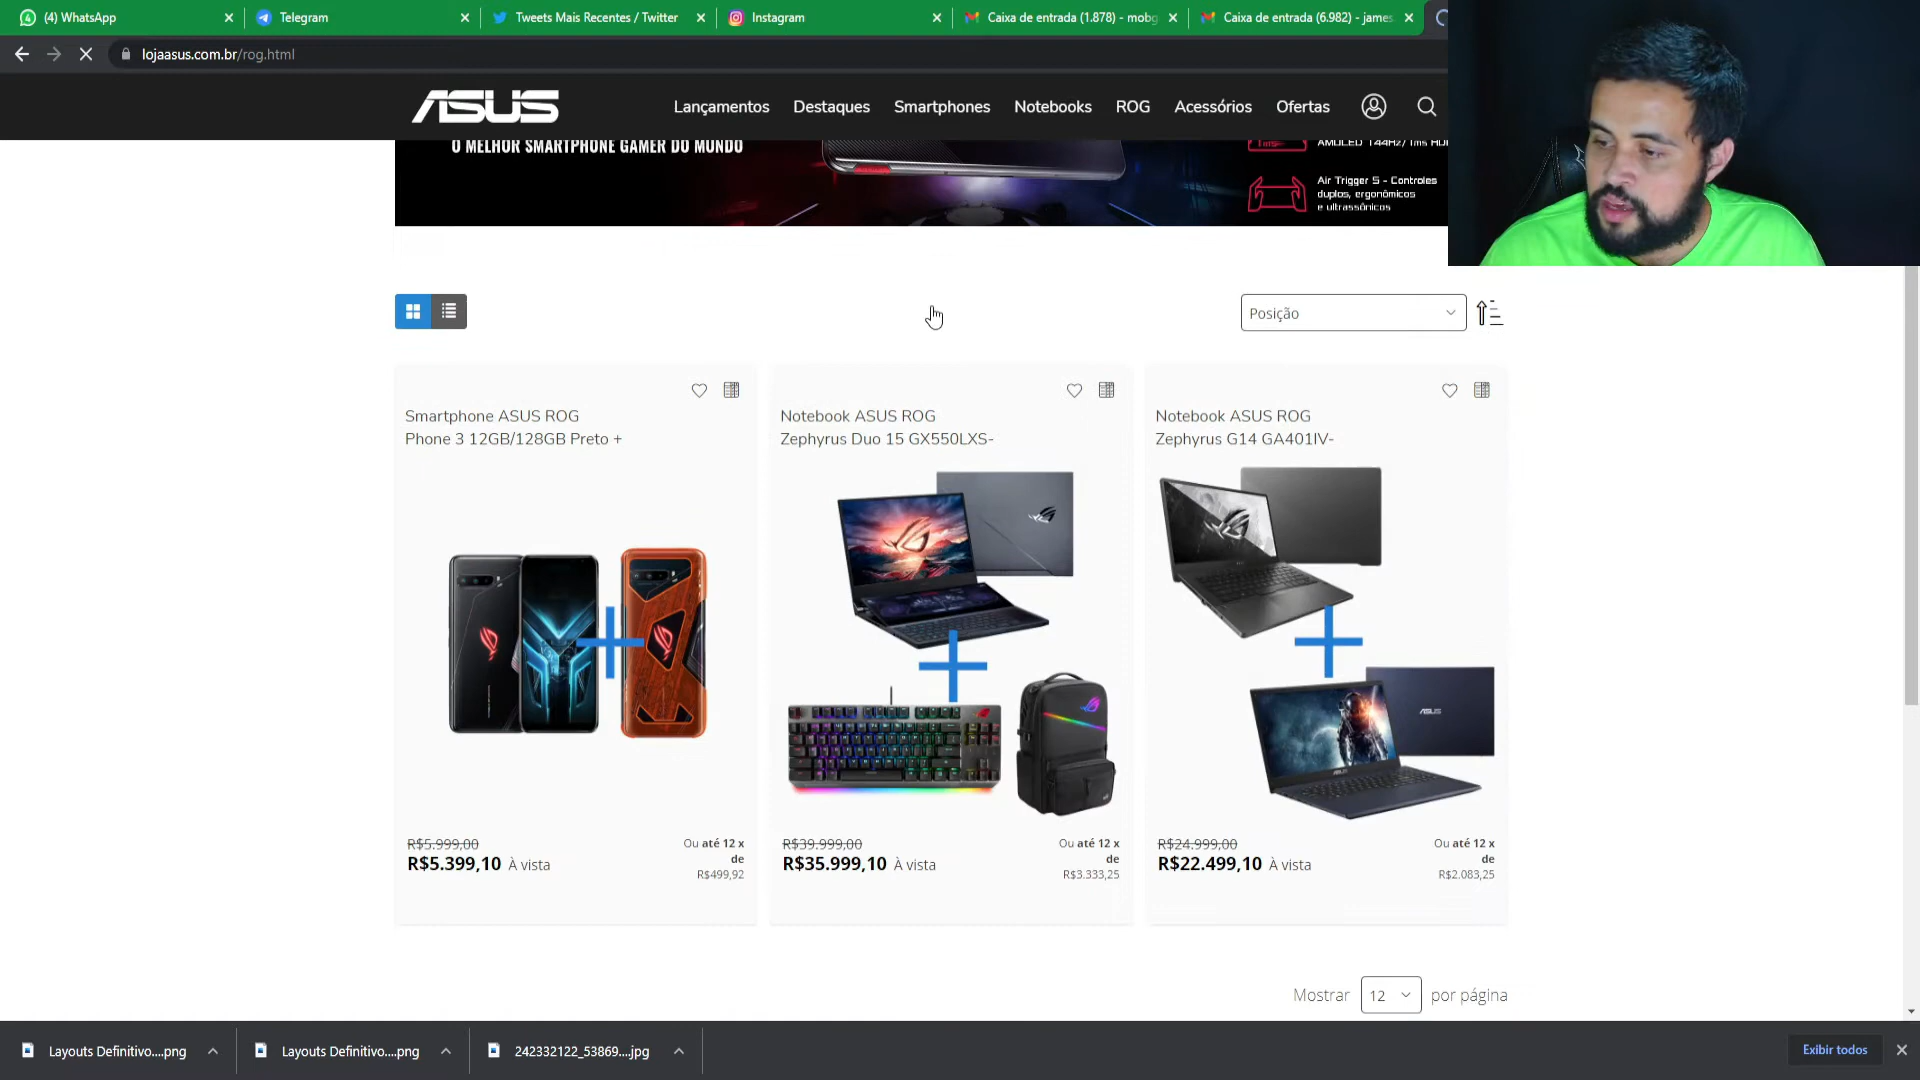 (4) WhatsApp
Telegram
Tweets Mais Recentes / Twitter
Instagram
Caixa de entrada (1.878) - mobg
Caixa de entrada (6.982) - james.
lojaasus.com.br/rog.html
ASUS
Lançamentos
Destaques
Smartphones
Notebooks
ROG
Acessórios
Ofertas
O MELHOR SMARTPHONE GAMER DO MUNDO
AMOLED 144Hz/1ms HD
Air Trigger 5 - Controles
duplos, ergonômicos
e ultrassônicos
Posição
Smartphone ASUS ROG
Phone 3 12GB/128GB Preto +
R$5.999,00
R$5.399,10 À vista
Ou até 12 x
de
R$499,92
Notebook ASUS ROG
Zephyrus Duo 15 GX550LXS-
R$39.999,00
R$35.999,10 À vista
Ou até 12 x
de
R$3.333,25
Notebook ASUS ROG
Zephyrus G14 GA401IV-
ASUS
R$24.999,00
R$22.499,10 À vista
Ou até 12 x
de
R$2.083,25
Mostrar 12 por página
Layouts Definitivo....png
Layouts Definitivo....png
242332122_53869....jpg
Exibir todos